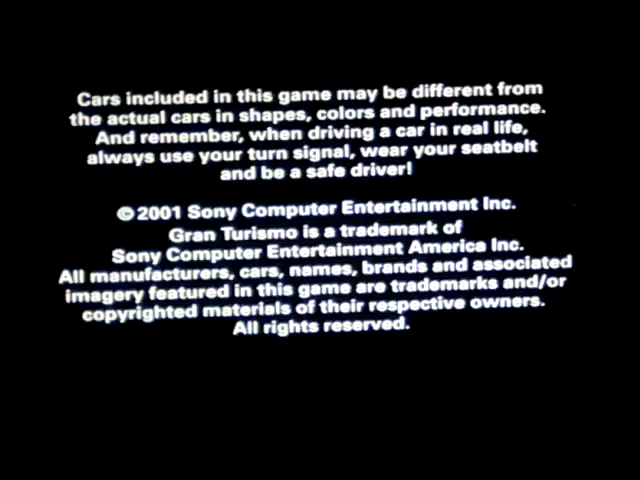 Cars included in this game may be different from
the actual cars in shapes, colors and performance.
And remember, when driving a car in real life,
always use your turn signal, wear your seatbelt
and be a safe driver!
©2001 Sony Computer Entertainment Inc.
Gran Turismo is a trademark of
Sony Computer Entertainment America Inc.
All manufacturers, cars, names, brands and associated
imagery featured in this game are trademarks and/or
copyrighted materials of their respective owners.
All rights reserved.